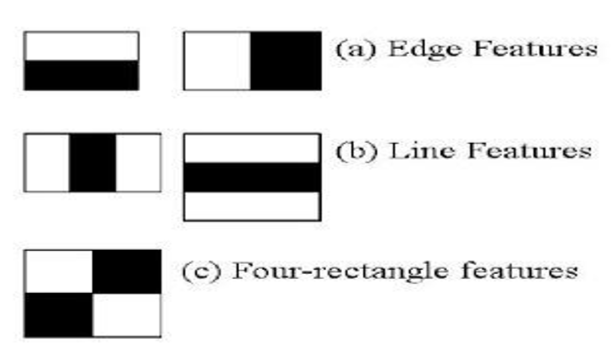 (a) Edge Features
(b) Line Features
(c) Four-rectangle features